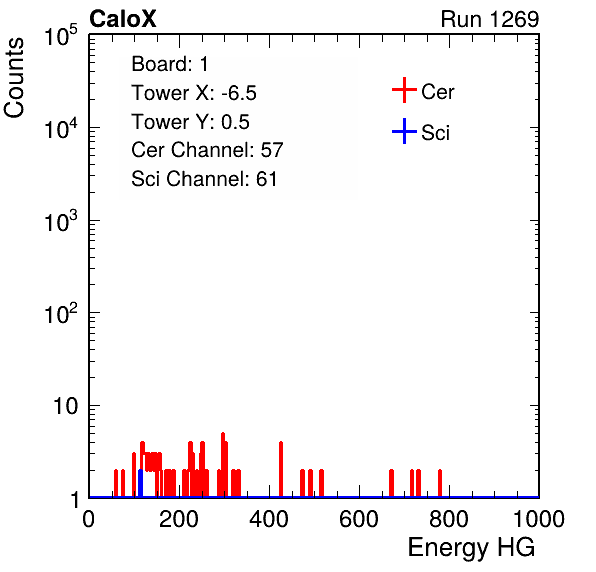 CaloX Run 1269
Counts
10^5
10^4
10^3
10^2
10
1
Board: 1
Tower X: -6.5
Tower Y: 0.5
Cer Channel: 57
Sci Channel: 61
Cer
Sci
0 200 400 600 800 1000
Energy HG